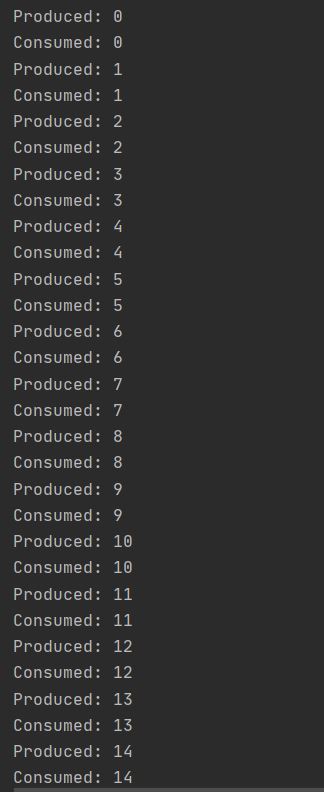 Produced: 0
Consumed: 0
Produced: 1
Consumed: 1
Produced: 2
Consumed: 2
Produced: 3
Consumed: 3
Produced: 4
Consumed: 4
Produced: 5
Consumed: 5
Produced: 6
Consumed: 6
Produced: 7
Consumed: 7
Produced: 8
Consumed: 8
Produced: 9
Consumed: 9
Produced: 10
Consumed: 10
Produced: 11
Consumed: 11
Produced: 12
Consumed: 12
Produced: 13
Consumed: 13
Produced: 14
Consumed: 14